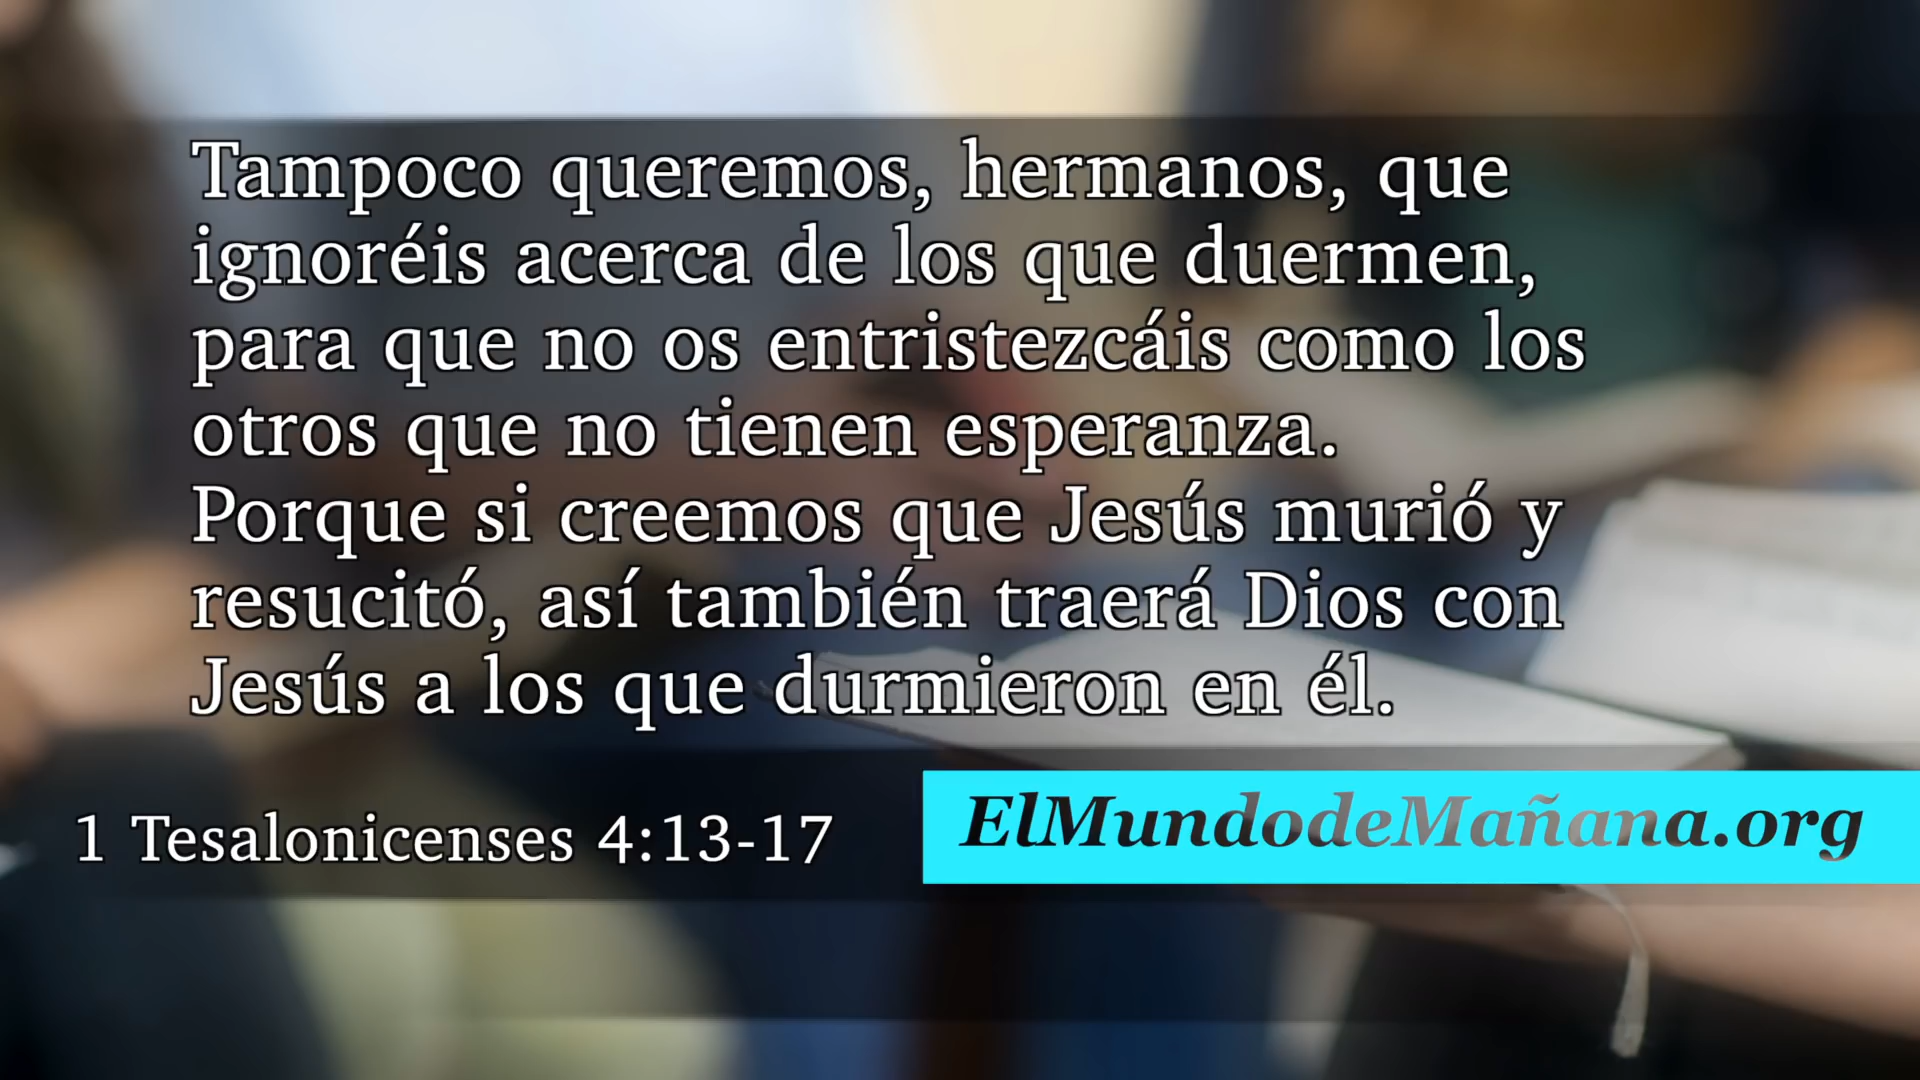 Tampoco queremos, hermanos, que
ignoréis acerca de los que duermen,
para que no os entristezcáis como los
otros que no tienen esperanza.
Porque si creemos que Jesús murió y
resucitó, así también traerá Dios con
Jesús a los que durmieron en él.
1 Tesalonicenses 4:13-17
ElMundodeMañana.org